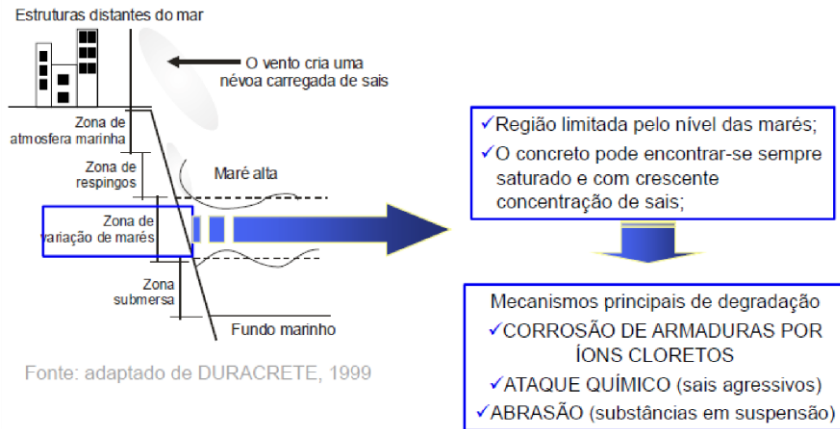 Estruturas distantes do mar
O vento cria uma
névoa carregada de sais
Zona de
atmosfera marinha
Zona de
respingos
Maré alta
Zona de
variação de marés
Zona
submersa
Fundo marinho
Fonte: adaptado de DURACRETE, 1999
✓Região limitada pelo nível das marés;
✓O concreto pode encontrar-se sempre
saturado e com crescente
concentração de sais;
Mecanismos principais de degradação
✓CORROSÃO DE ARMADURAS POR
ÍONS CLORETOS
✓ATAQUE QUÍMICO (sais agressivos)
✓ABRASÃO (substâncias em suspensão)